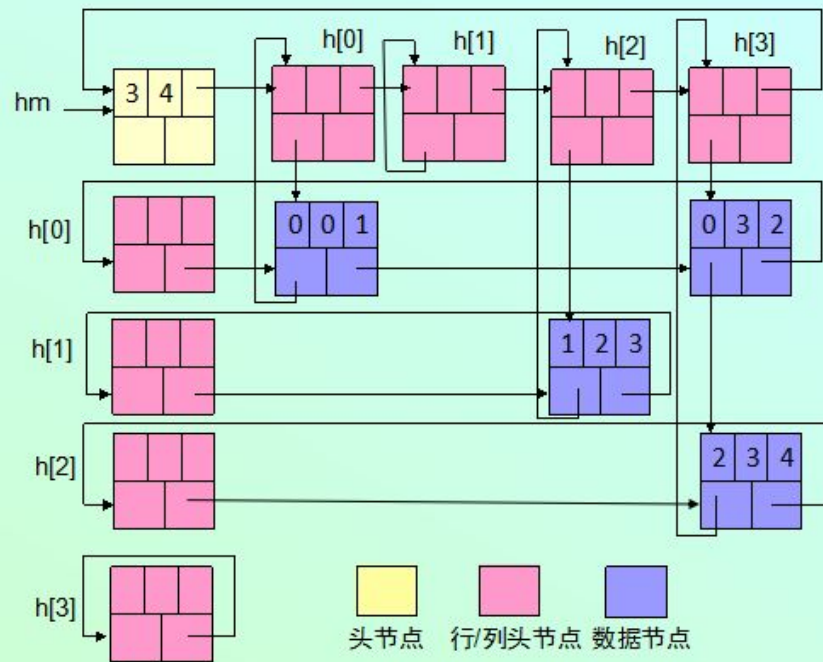 h[0] h[1] h[2] h[3]
hm 3 4
h[0] 0 0 1 0 3 2
h[1] 1 2 3
h[2] 2 3 4
h[3]
头节点 行/列头节点 数据节点